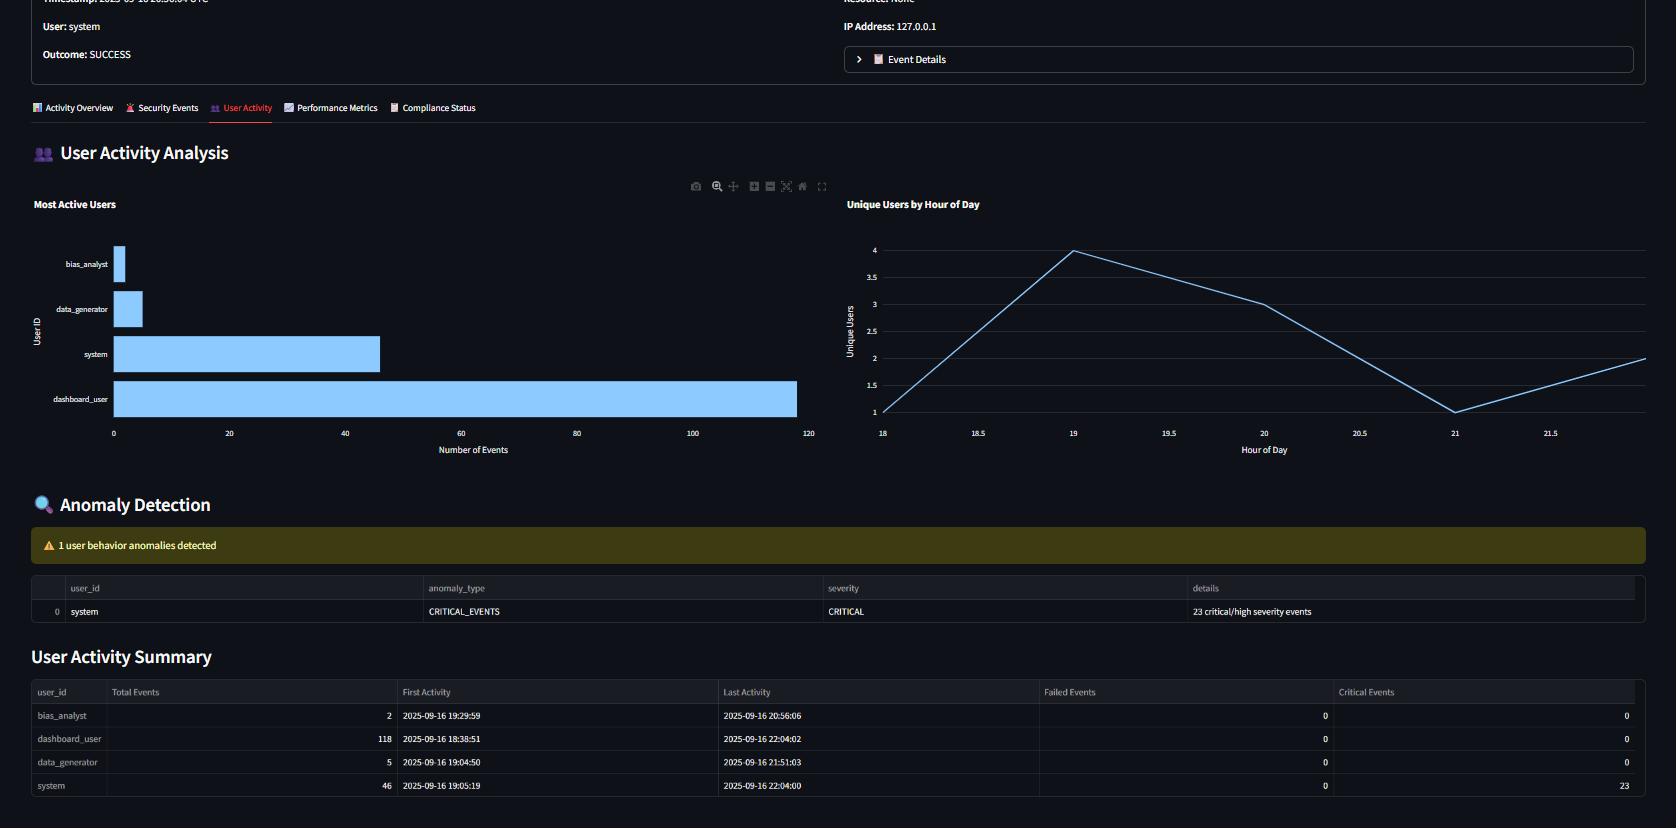 Timestamp: 2025-09-16 20:56:04 UTC
Resource: None
User: system
IP Address: 127.0.0.1
Outcome: SUCCESS
Event Details
Activity Overview
Security Events
User Activity
Performance Metrics
Compliance Status
User Activity Analysis
Most Active Users
bias_analyst
data_generator
system
dashboard_user
User ID
0 20 40 60 80 100 120
Number of Events
Unique Users by Hour of Day
4
3.5
3
2.5
2
1.5
1
Unique Users
18 18.5 19 19.5 20 20.5 21 21.5
Hour of Day
Anomaly Detection
1 user behavior anomalies detected
user_id anomaly_type severity details
0 system CRITICAL_EVENTS CRITICAL 23 critical/high severity events
User Activity Summary
user_id Total Events First Activity Last Activity Failed Events Critical Events
bias_analyst 2 2025-09-16 19:29:59 2025-09-16 20:56:06 0 0
dashboard_user 118 2025-09-16 18:38:51 2025-09-16 22:04:02 0 0
data_generator 5 2025-09-16 19:04:50 2025-09-16 21:51:03 0 0
system 46 2025-09-16 19:05:19 2025-09-16 22:04:00 0 23